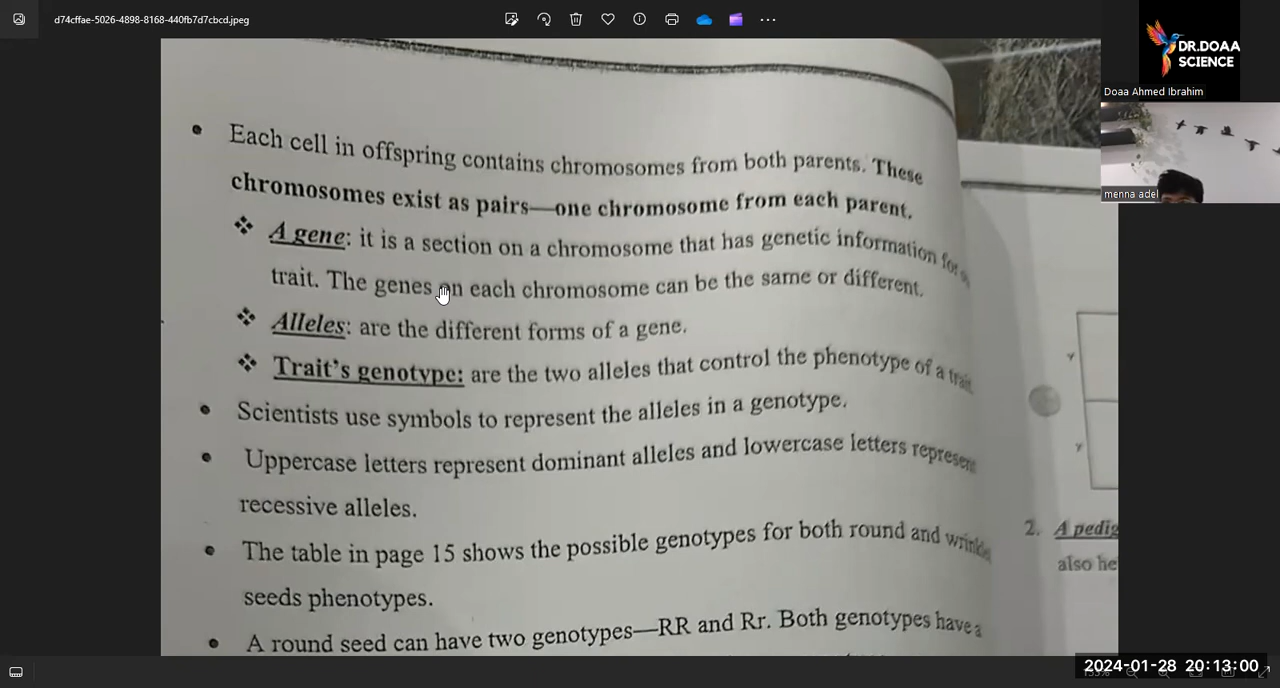 d74cffae-5026-4898-8168-440fb7d7cbcd.jpeg
DR.DOAA
SCIENCE
Doaa Ahmed Ibrahim
menna adel
• Each cell in offspring contains chromosomes from both parents. These
chromosomes exist as pairs—one chromosome from each parent.
❖ A gene: it is a section on a chromosome that has genetic information for
trait. The genes on each chromosome can be the same or different.
❖ Alleles: are the different forms of a gene.
❖ Trait's genotype: are the two alleles that control the phenotype of a trait
• Scientists use symbols to represent the alleles in a genotype.
• Uppercase letters represent dominant alleles and lowercase letters represent
recessive alleles.
• The table in page 15 shows the possible genotypes for both round and
seeds phenotypes.
• A round seed can have two genotypes—RR and Rr. Both genotypes have a
2. A pedig
also he
2024-01-28 20:13:00